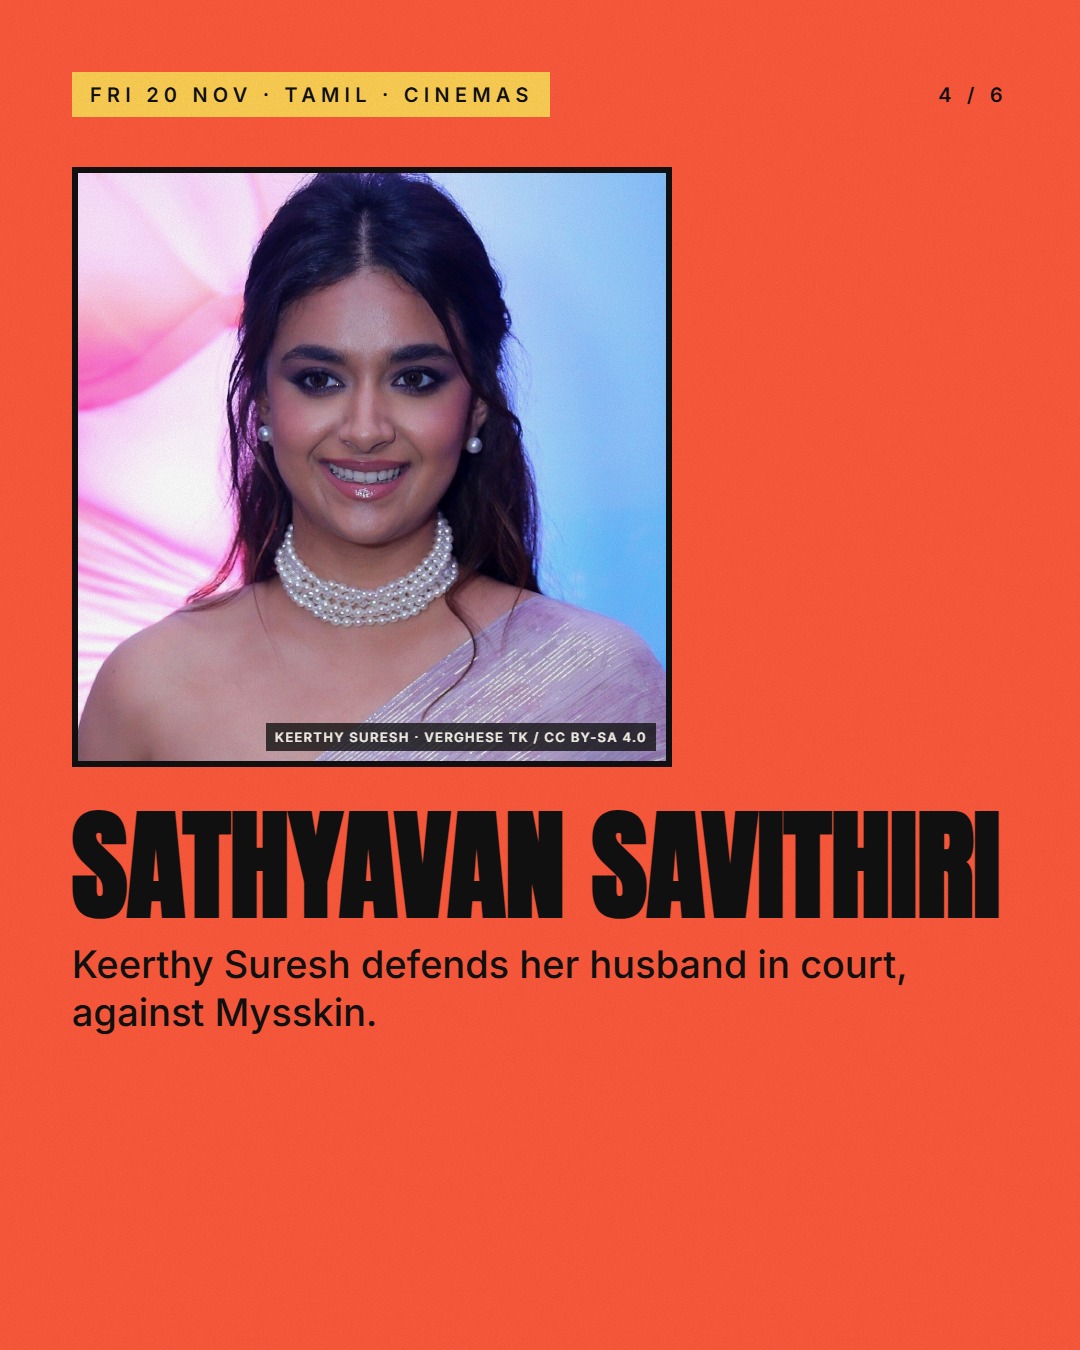 FRI 20 NOV · TAMIL · CINEMAS
4 / 6
KEERTHY SURESH · VERGHESE TK / CC BY-SA 4.0
SATHYAVAN SAVITHIRI
Keerthy Suresh defends her husband in court,
against Mysskin.